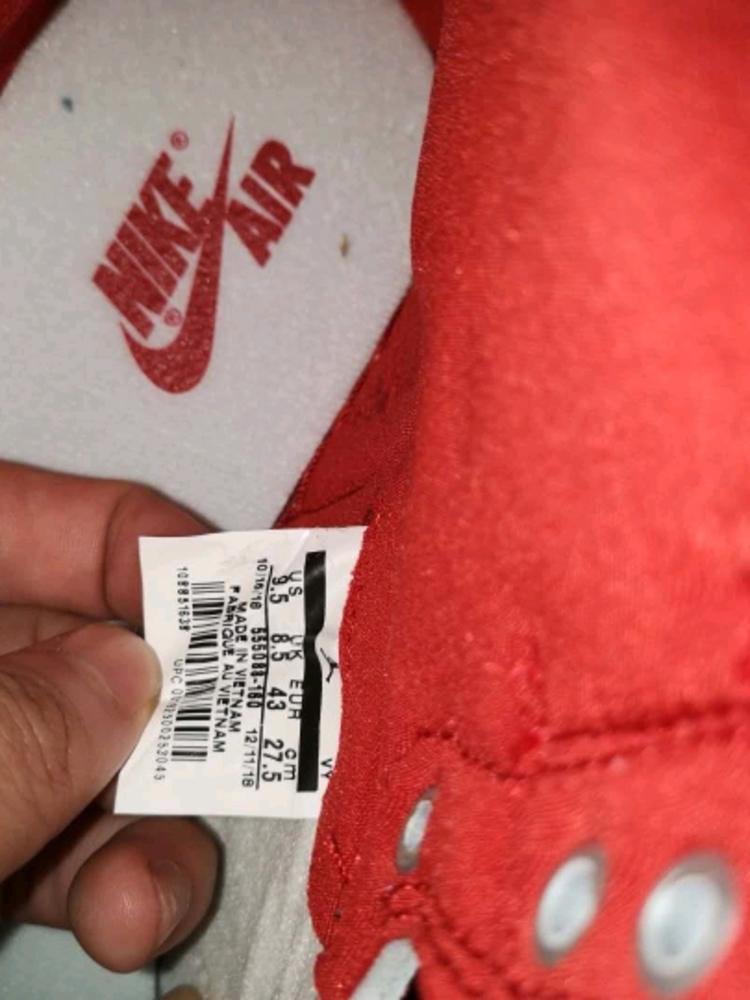 NIKE
AIR
VY
US UK EUR cm
9.5 8.5 43 27.5
10/16/18 555088-160 12/11/18
MADE IN VIETNAM
FABRIQUE AU VIETNAM
UPC